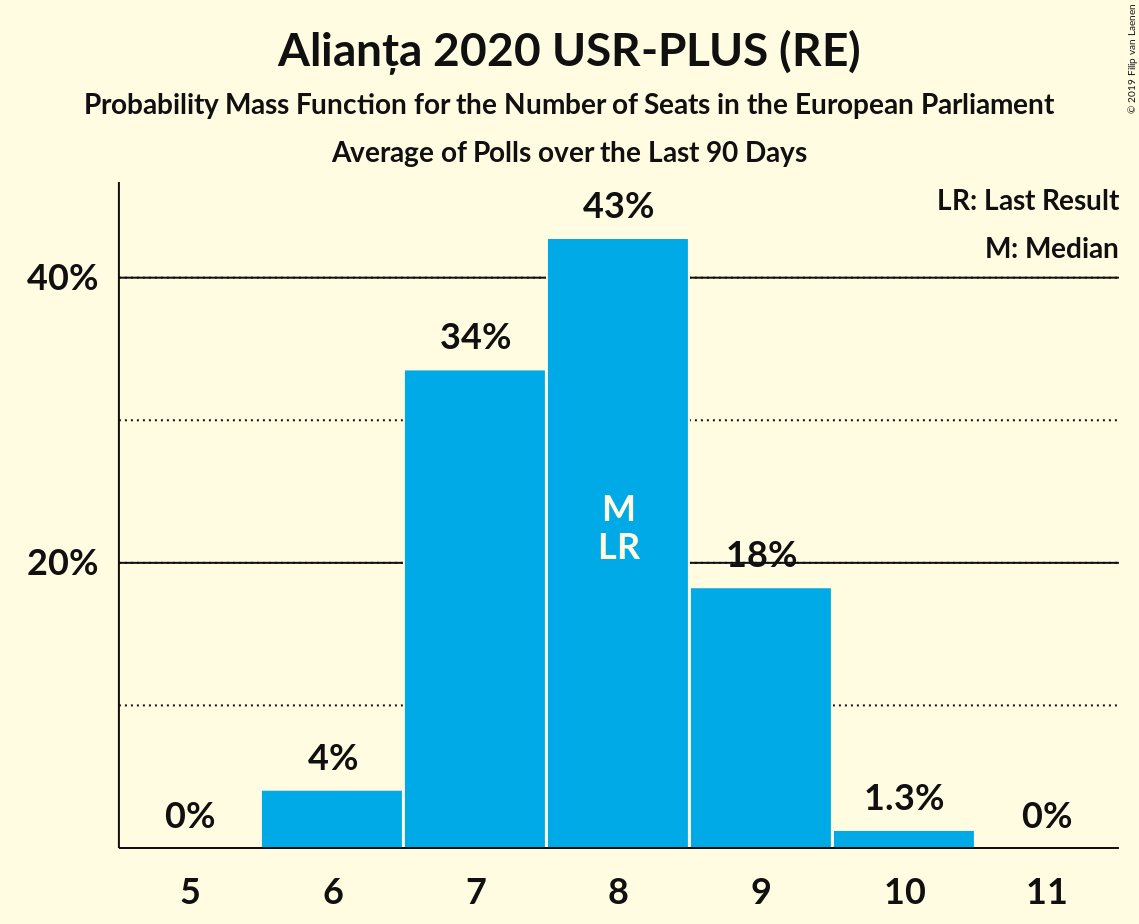 Alianța 2020 USR-PLUS (RE)
Probability Mass Function for the Number of Seats in the European Parliament
Average of Polls over the Last 90 Days
© 2019 Filip van Laenen
LR: Last Result
M: Median
40%
20%
0%
4%
34%
43%
M
LR
18%
1.3%
0%
5
6
7
8
9
10
11